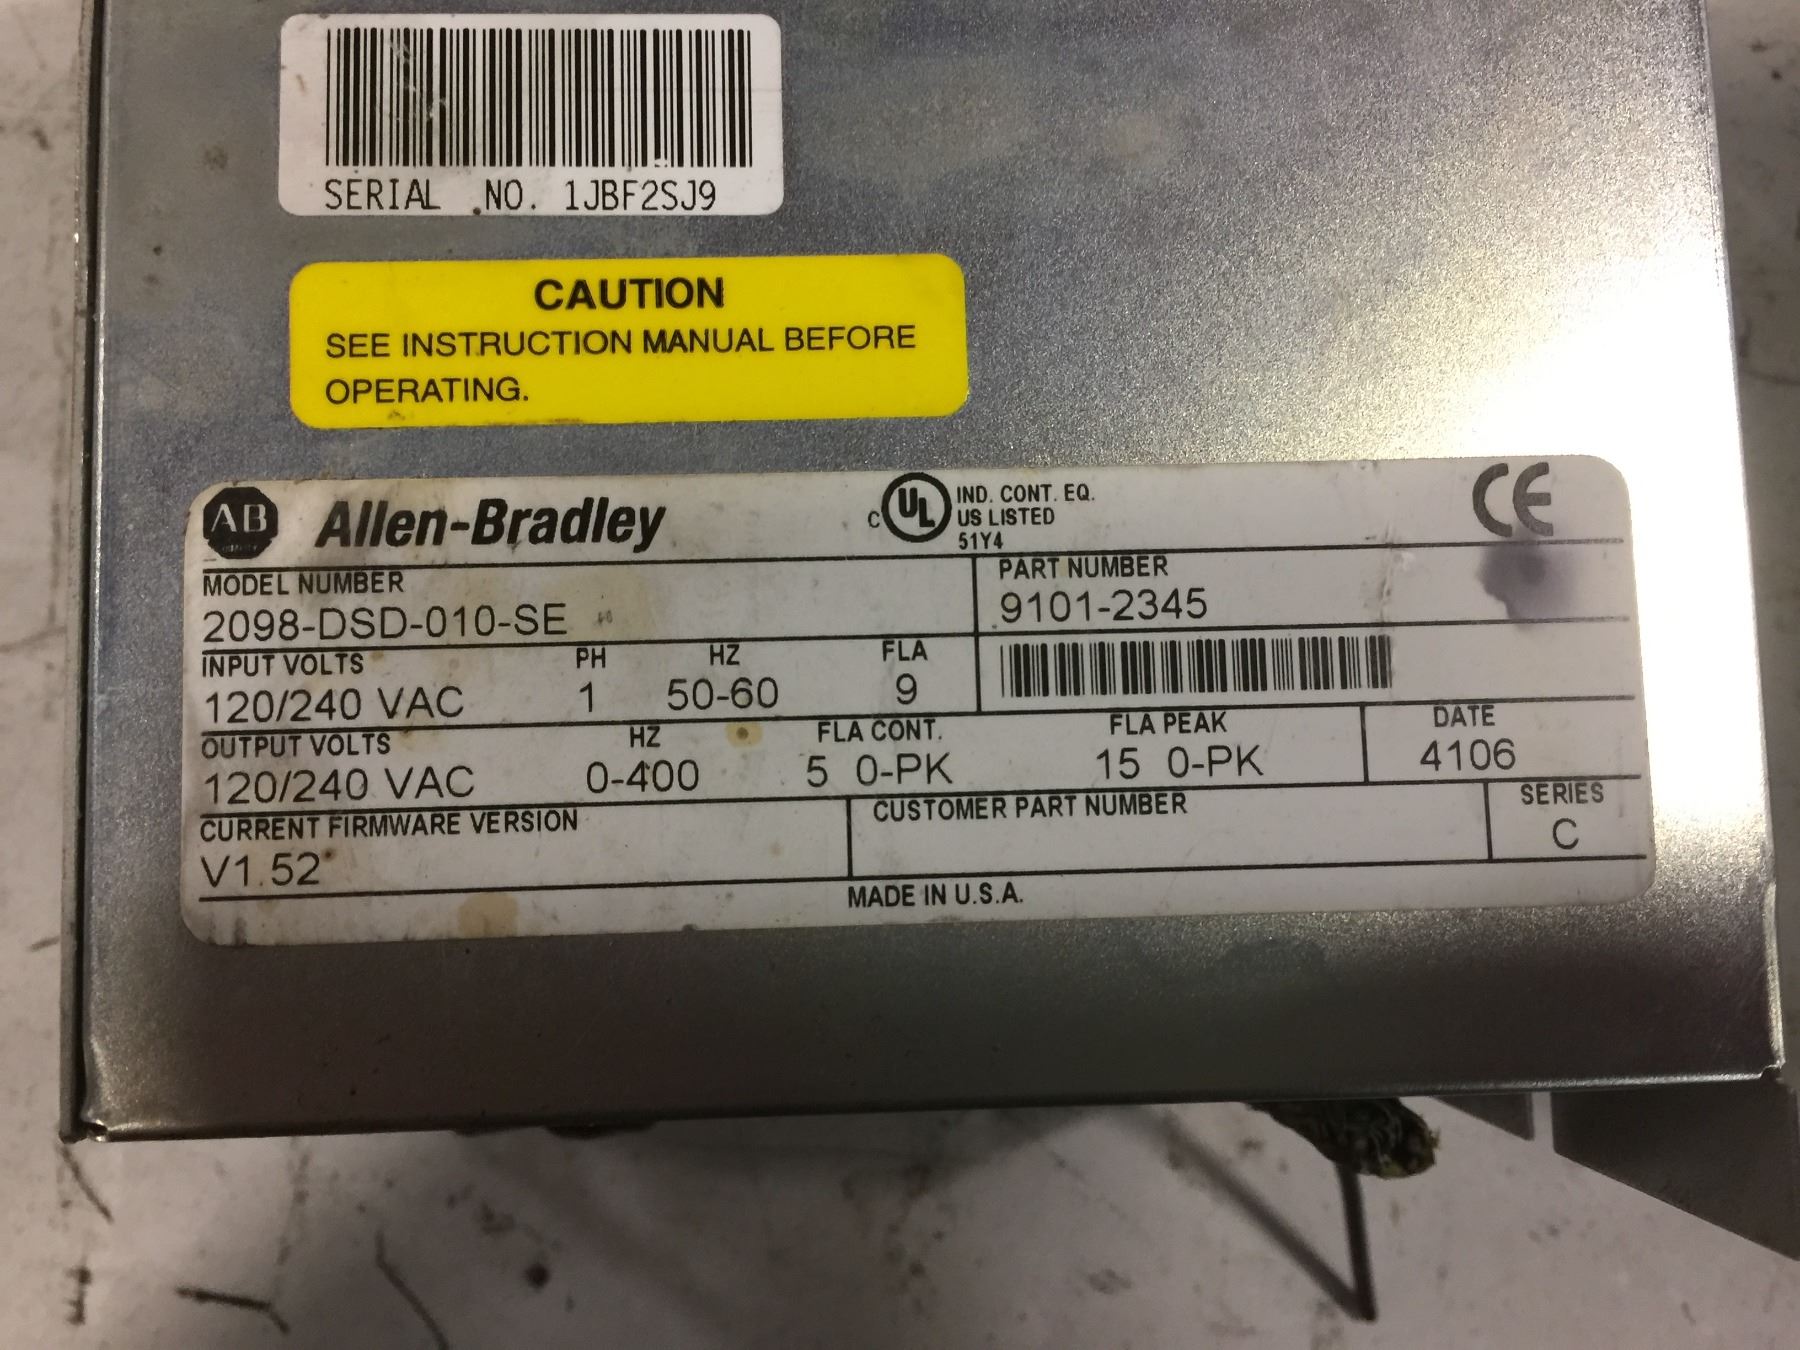 SERIAL NO. 1JBF2SJ9
CAUTION
SEE INSTRUCTION MANUAL BEFORE
OPERATING.
AB Allen-Bradley
C UL US LISTED
IND. CONT. EQ.
51Y4
CE
MODEL NUMBER
2098-DSD-010-SE
PART NUMBER
9101-2345
INPUT VOLTS PH HZ FLA
120/240 VAC 1 50-60 9
OUTPUT VOLTS HZ FLA CONT. FLA PEAK DATE
120/240 VAC 0-400 5 0-PK 15 0-PK 4106
CURRENT FIRMWARE VERSION CUSTOMER PART NUMBER SERIES
V1.52 C
MADE IN U.S.A.